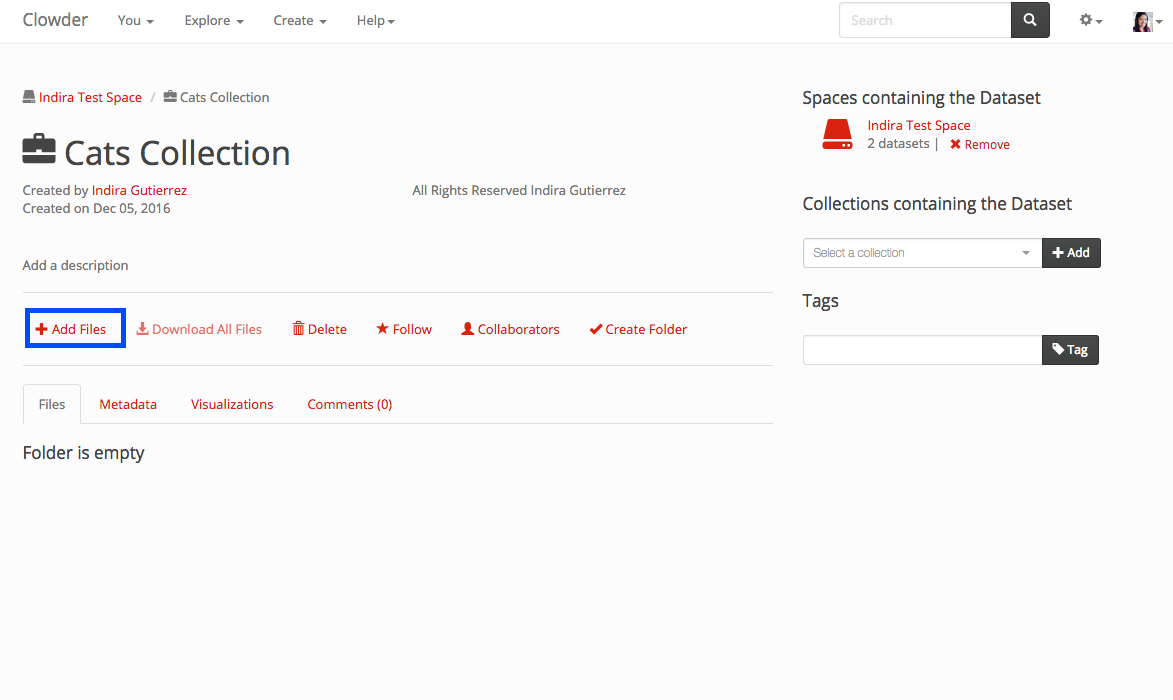 Clowder You Explore Create Help Search
Indira Test Space / Cats Collection
Cats Collection
Created by Indira Gutierrez All Rights Reserved Indira Gutierrez
Created on Dec 05, 2016
Add a description
Add Files Download All Files Delete Follow Collaborators Create Folder
Files Metadata Visualizations Comments (0)
Folder is empty
Spaces containing the Dataset
Indira Test Space
2 datasets | Remove
Collections containing the Dataset
Select a collection Add
Tags
Tag